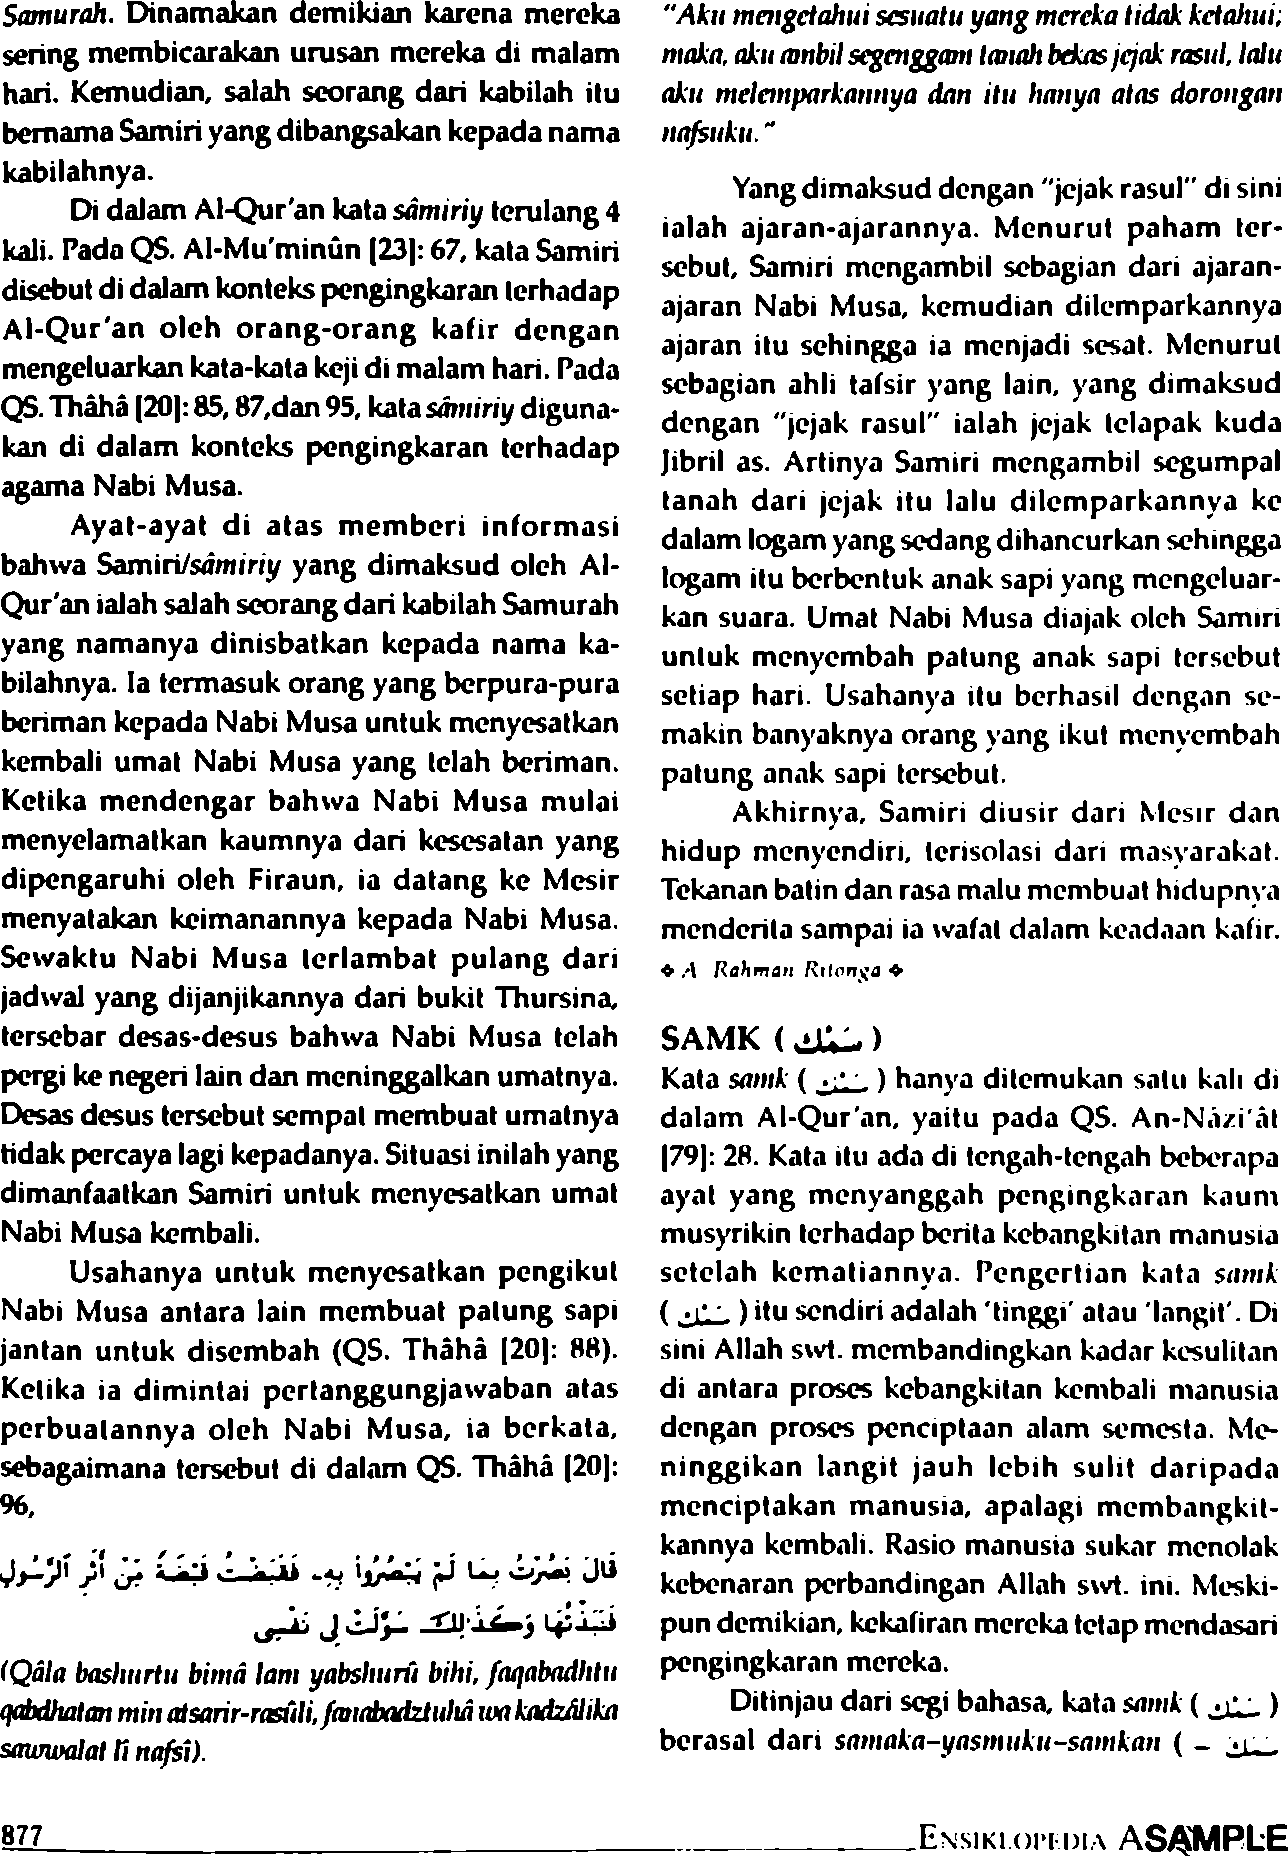 Samurah. Dinamakan demikian karena mereka
sering membicarakan urusan mereka di malam
hari. Kemudian, salah seorang dari kabilah itu
bernama Samiri yang dibangsakan kepada nama
kabilahnya.
Di dalam Al-Qur'an kata sâmiriy terulang 4
kali. Pada QS. Al-Mu'minûn [23]: 67, kata Samiri
disebut di dalam konteks pengingkaran terhadap
Al-Qur'an oleh orang-orang kafir dengan
mengeluarkan kata-kata keji di malam hari. Pada
QS. Thâhâ [20]: 85, 87,dan 95, kata sâmiriy diguna-
kan di dalam konteks pengingkaran terhadap
agama Nabi Musa.
Ayat-ayat di atas memberi informasi
bahwa Samiri/sâmiriy yang dimaksud oleh Al-
Qur'an ialah salah seorang dari kabilah Samurah
yang namanya dinisbatkan kepada nama ka-
bilahnya. Ia termasuk orang yang berpura-pura
beriman kepada Nabi Musa untuk menyesatkan
kembali umat Nabi Musa yang telah beriman.
Ketika mendengar bahwa Nabi Musa mulai
menyelamatkan kaumnya dari kesesatan yang
dipengaruhi oleh Firaun, ia datang ke Mesir
menyatakan keimanannya kepada Nabi Musa.
Sewaktu Nabi Musa terlambat pulang dari
jadwal yang dijanjikannya dari bukit Thursina,
tersebar desas-desus bahwa Nabi Musa telah
pergi ke negeri lain dan meninggalkan umatnya.
Desas desus tersebut sempat membuat umatnya
tidak percaya lagi kepadanya. Situasi inilah yang
dimanfaatkan Samiri untuk menyesatkan umat
Nabi Musa kembali.
Usahanya untuk menyesatkan pengikut
Nabi Musa antara lain membuat patung sapi
jantan untuk disembah (QS. Thâhâ [20]: 88).
Ketika ia dimintai pertanggungjawaban atas
perbuatannya oleh Nabi Musa, ia berkata,
sebagaimana tersebut di dalam QS. Thâhâ [20]:
96,
قَالَ بَصُرْتُ بِمَا لَمْ يَبْصُرُوا۟ بِهِۦ فَقَبَضْتُ قَبْضَةً مِّنْ أَثَرِ ٱلرَّسُولِ
فَنَبَذْتُهَا وَكَذَٰلِكَ سَوَّلَتْ لِى نَفْسِى
(Qâla bashurtu bimâ lam yabshurû bihi, faqabadhtu
qabdhatan min atsarir-rasûli, fanabadztuhâ wa kadzâlika
sawwalat lî nafsî).
"Aku mengetahui sesuatu yang mereka tidak ketahui;
maka, aku ambil segenggam tanah bekas jejak rasul, lalu
aku melemparkannya dan itu hanya atas dorongan
nafsuku."
Yang dimaksud dengan "jejak rasul" di sini
ialah ajaran-ajarannya. Menurut paham ter-
sebut, Samiri mengambil sebagian dari ajaran-
ajaran Nabi Musa, kemudian dilemparkannya
ajaran itu sehingga ia menjadi sesat. Menurut
sebagian ahli tafsir yang lain, yang dimaksud
dengan "jejak rasul" ialah jejak telapak kuda
Jibril as. Artinya Samiri mengambil segumpal
tanah dari jejak itu lalu dilemparkannya ke
dalam logam yang sedang dihancurkan sehingga
logam itu berbentuk anak sapi yang mengeluar-
kan suara. Umat Nabi Musa diajak oleh Samiri
untuk menyembah patung anak sapi tersebut
setiap hari. Usahanya itu berhasil dengan se-
makin banyaknya orang yang ikut menyembah
patung anak sapi tersebut.
Akhirnya, Samiri diusir dari Mesir dan
hidup menyendiri, terisolasi dari masyarakat.
Tekanan batin dan rasa malu membuat hidupnya
menderita sampai ia wafat dalam keadaan kafir.
❖ A Rahman Ritonga ❖
SAMK ( سَمْك )
Kata samk ( سَمْك ) hanya ditemukan satu kali di
dalam Al-Qur'an, yaitu pada QS. An-Nâzi'ât
[79]: 28. Kata itu ada di tengah-tengah beberapa
ayat yang menyanggah pengingkaran kaum
musyrikin terhadap berita kebangkitan manusia
setelah kematiannya. Pengertian kata samk
( سَمْك ) itu sendiri adalah 'tinggi' atau 'langit'. Di
sini Allah swt. membandingkan kadar kesulitan
di antara proses kebangkitan kembali manusia
dengan proses penciptaan alam semesta. Me-
ninggikan langit jauh lebih sulit daripada
menciptakan manusia, apalagi membangkit-
kannya kembali. Rasio manusia sukar menolak
kebenaran perbandingan Allah swt. ini. Meski-
pun demikian, kekafiran mereka tetap mendasari
pengingkaran mereka.
Ditinjau dari segi bahasa, kata samk ( سَمْك )
berasal dari samaka-yasmuku-samkan ( – سَمَكَ
877
ENSIKLOPEDIA ASAMPLE